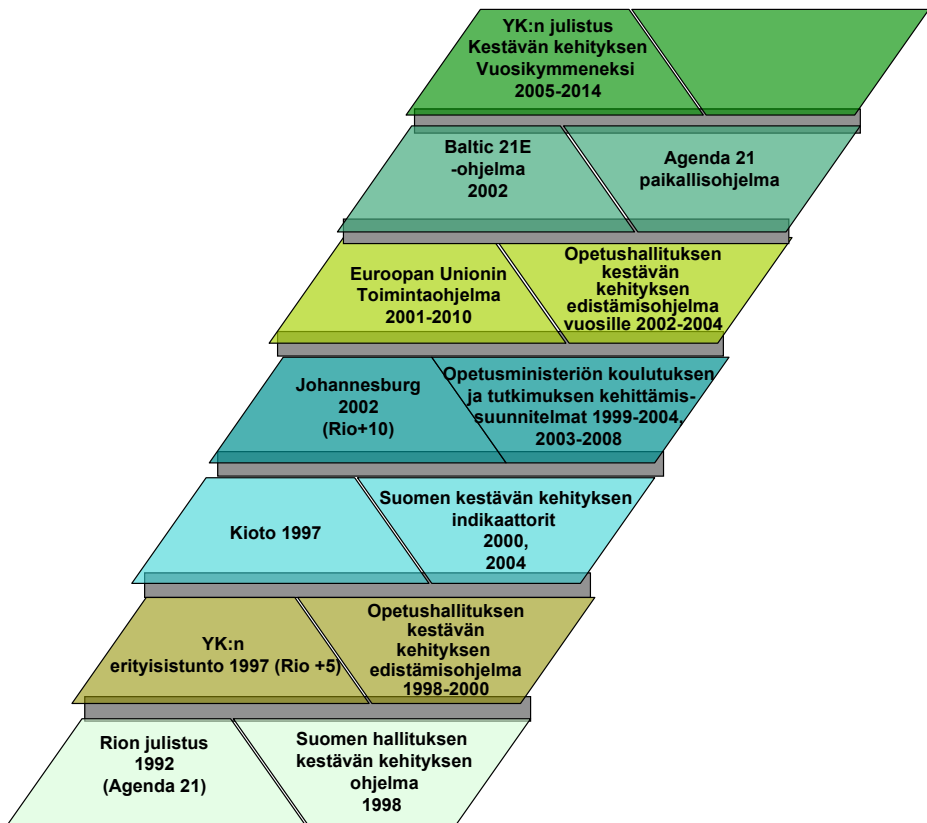 YK:n julistus
Kestävän kehityksen
Vuosikymmeneksi
2005-2014
Baltic 21E
-ohjelma
2002
Agenda 21
paikallisohjelma
Euroopan Unionin
Toimintaohjelma
2001-2010
Opetushallituksen
kestävän
kehityksen
edistämisohjelma
vuosille 2002-2004
Johannesburg
2002
(Rio+10)
Opetusministeriön koulutuksen
ja tutkimuksen kehittämis-
suunnitelmat 1999-2004,
2003-2008
Kioto 1997
Suomen kestävän kehityksen
indikaattorit
2000,
2004
YK:n
erityisistunto 1997 (Rio +5)
Opetushallituksen
kestävän
kehityksen
edistämisohjelma
1998-2000
Rion julistus
1992
(Agenda 21)
Suomen hallituksen
kestävän kehityksen
ohjelma
1998